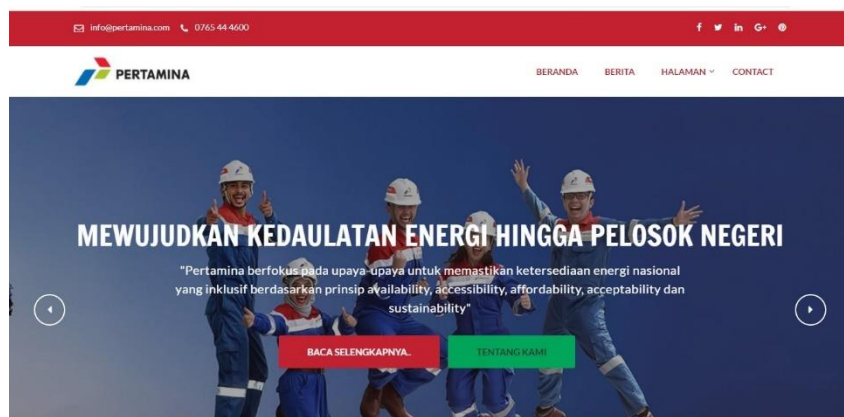 info@pertamina.com 0765 44 4600
PERTAMINA
BERANDA BERITA HALAMAN CONTACT
MEWUJUDKAN KEDAULATAN ENERGI HINGGA PELOSOK NEGERI
"Pertamina berfokus pada upaya-upaya untuk memastikan ketersediaan energi nasional
yang inklusif berdasarkan prinsip availability, accessibility, affordability, acceptability dan
sustainability"
BACA SELENGKAPNYA.. TENTANG KAMI